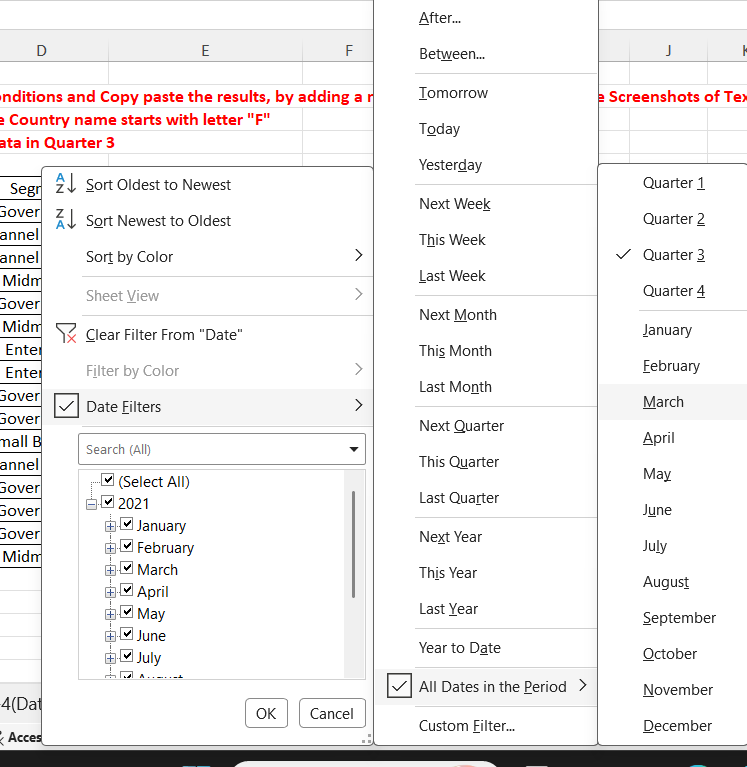 D E F J
onditions and Copy paste the results, by adding a r e Screenshots of Tex
e Country name starts with letter "F"
ata in Quarter 3
Segr
Gover
annel
annel
Midm
Gover
Midm
Enter
Enter
Gover
Gover
mall B
annel
Gover
Gover
Gover
Midm
4(Dat
Acces
Sort Oldest to Newest
Sort Newest to Oldest
Sort by Color
Sheet View
Clear Filter From "Date"
Filter by Color
Date Filters
Search (All)
(Select All)
2021
January
February
March
April
May
June
July
August
OK Cancel
After...
Between...
Tomorrow
Today
Yesterday
Next Week
This Week
Last Week
Next Month
This Month
Last Month
Next Quarter
This Quarter
Last Quarter
Next Year
This Year
Last Year
Year to Date
All Dates in the Period
Custom Filter...
Quarter 1
Quarter 2
Quarter 3
Quarter 4
January
February
March
April
May
June
July
August
September
October
November
December